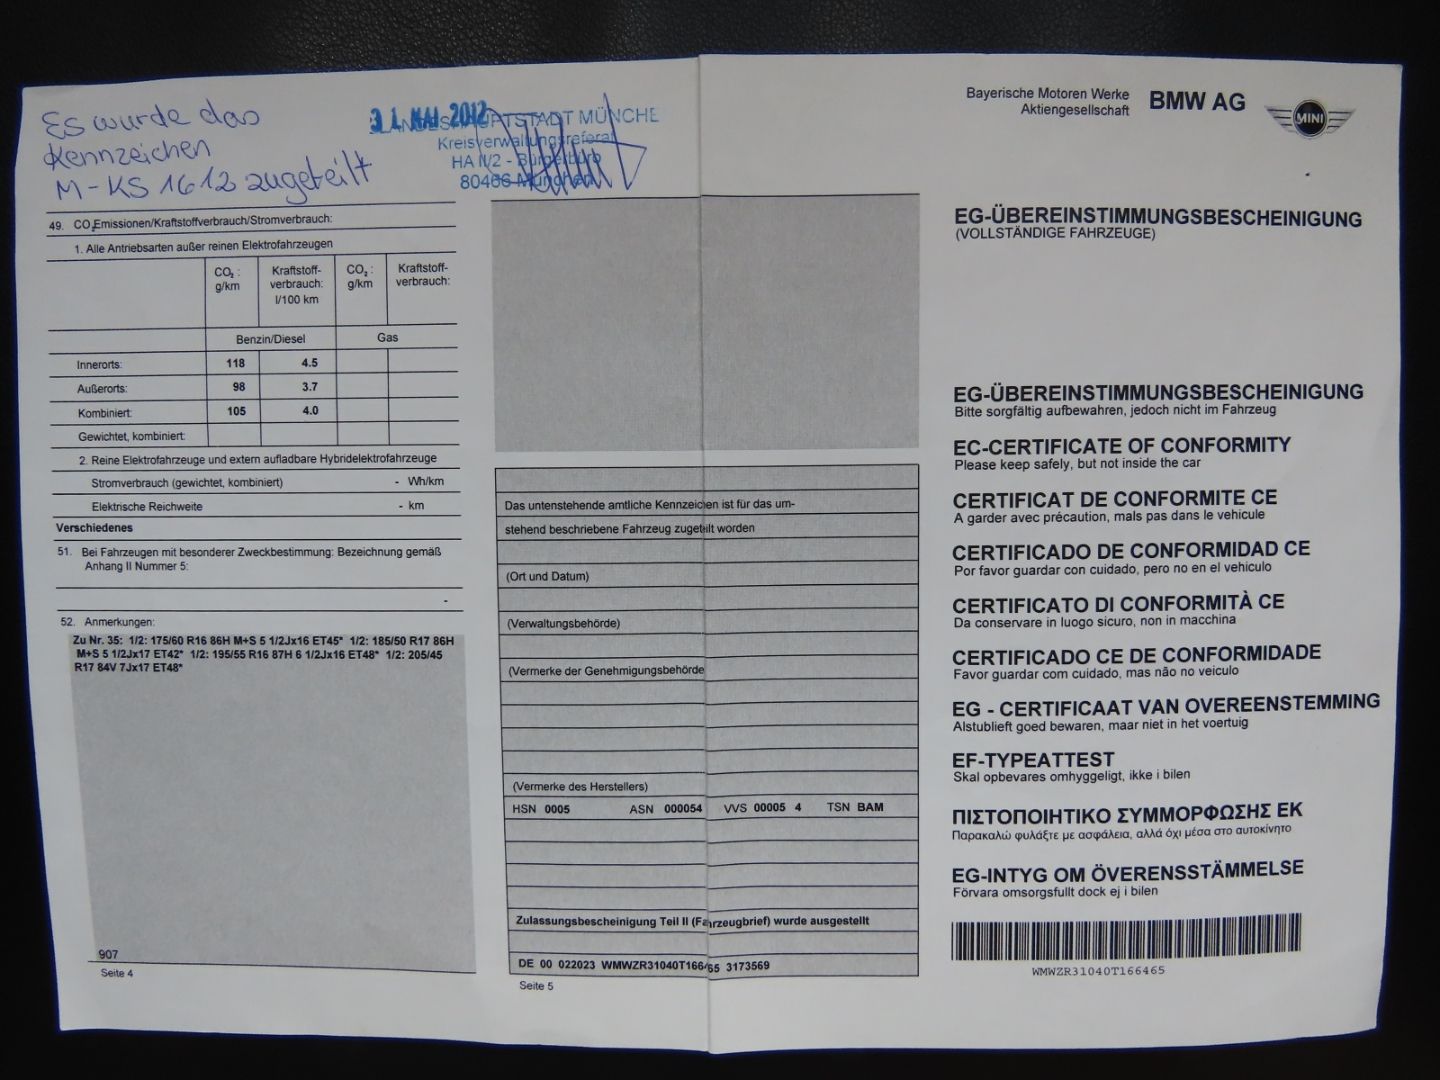 Es wurde das
Kennzeichen
M-KS 1612 zugeteilt
31. MAI 2012
LANDESHAUPTSTADT MÜNCHE
Kreisverwaltungsreferat
HA II/2 - Bürgerbüro
80466 München
49. CO₂Emissionen/Kraftstoffverbrauch/Stromverbrauch:
1. Alle Antriebsarten außer reinen Elektrofahrzeugen
CO₂ : g/km Kraftstoff-verbrauch: l/100 km CO₂ : g/km Kraftstoff-verbrauch:
Benzin/Diesel Gas
Innerorts: 118 4.5
Außerorts: 98 3.7
Kombiniert: 105 4.0
Gewichtet, kombiniert:
2. Reine Elektrofahrzeuge und extern aufladbare Hybridelektrofahrzeuge
Stromverbrauch (gewichtet, kombiniert) - Wh/km
Elektrische Reichweite - km
Verschiedenes
51. Bei Fahrzeugen mit besonderer Zweckbestimmung: Bezeichnung gemäß
Anhang II Nummer 5:
-
52. Anmerkungen:
Zu Nr. 35: 1/2: 175/60 R16 86H M+S 5 1/2Jx16 ET45* 1/2: 185/50 R17 86H
M+S 5 1/2Jx17 ET42* 1/2: 195/55 R16 87H 6 1/2Jx16 ET48* 1/2: 205/45
R17 84V 7Jx17 ET48*
907
Seite 4
Das untenstehende amtliche Kennzeichen ist für das um-
stehend beschriebene Fahrzeug zugeteilt worden
(Ort und Datum)
(Verwaltungsbehörde)
(Vermerke der Genehmigungsbehörde
(Vermerke des Herstellers)
HSN 0005 ASN 000054 VVS 00005 4 TSN BAM
Zulassungsbescheinigung Teil II (Fahrzeugbrief) wurde ausgestellt
DE 00 022023 WMWZR31040T166465 3173569
Seite 5
Bayerische Motoren Werke
Aktiengesellschaft
BMW AG
MINI
EG-ÜBEREINSTIMMUNGSBESCHEINIGUNG
(VOLLSTÄNDIGE FAHRZEUGE)
EG-ÜBEREINSTIMMUNGSBESCHEINIGUNG
Bitte sorgfältig aufbewahren, jedoch nicht im Fahrzeug
EC-CERTIFICATE OF CONFORMITY
Please keep safely, but not inside the car
CERTIFICAT DE CONFORMITE CE
A garder avec précaution, mals pas dans le vehicule
CERTIFICADO DE CONFORMIDAD CE
Por favor guardar con cuidado, pero no en el vehiculo
CERTIFICATO DI CONFORMITÀ CE
Da conservare in luogo sicuro, non in macchina
CERTIFICADO CE DE CONFORMIDADE
Favor guardar com cuidado, mas não no veiculo
EG - CERTIFICAAT VAN OVEREENSTEMMING
Alstublieft goed bewaren, maar niet in het voertuig
EF-TYPEATTEST
Skal opbevares omhyggeligt, ikke i bilen
ΠΙΣΤΟΠΟΙΗΤΙΚΟ ΣΥΜΜΟΡΦΩΣΗΣ ΕΚ
Παρακαλώ φυλάξτε με ασφάλεια, αλλά όχι μέσα στο αυτοκίνητο
EG-INTYG OM ÖVERENSSTÄMMELSE
Förvara omsorgsfullt dock ej i bilen
WMWZR31040T166465